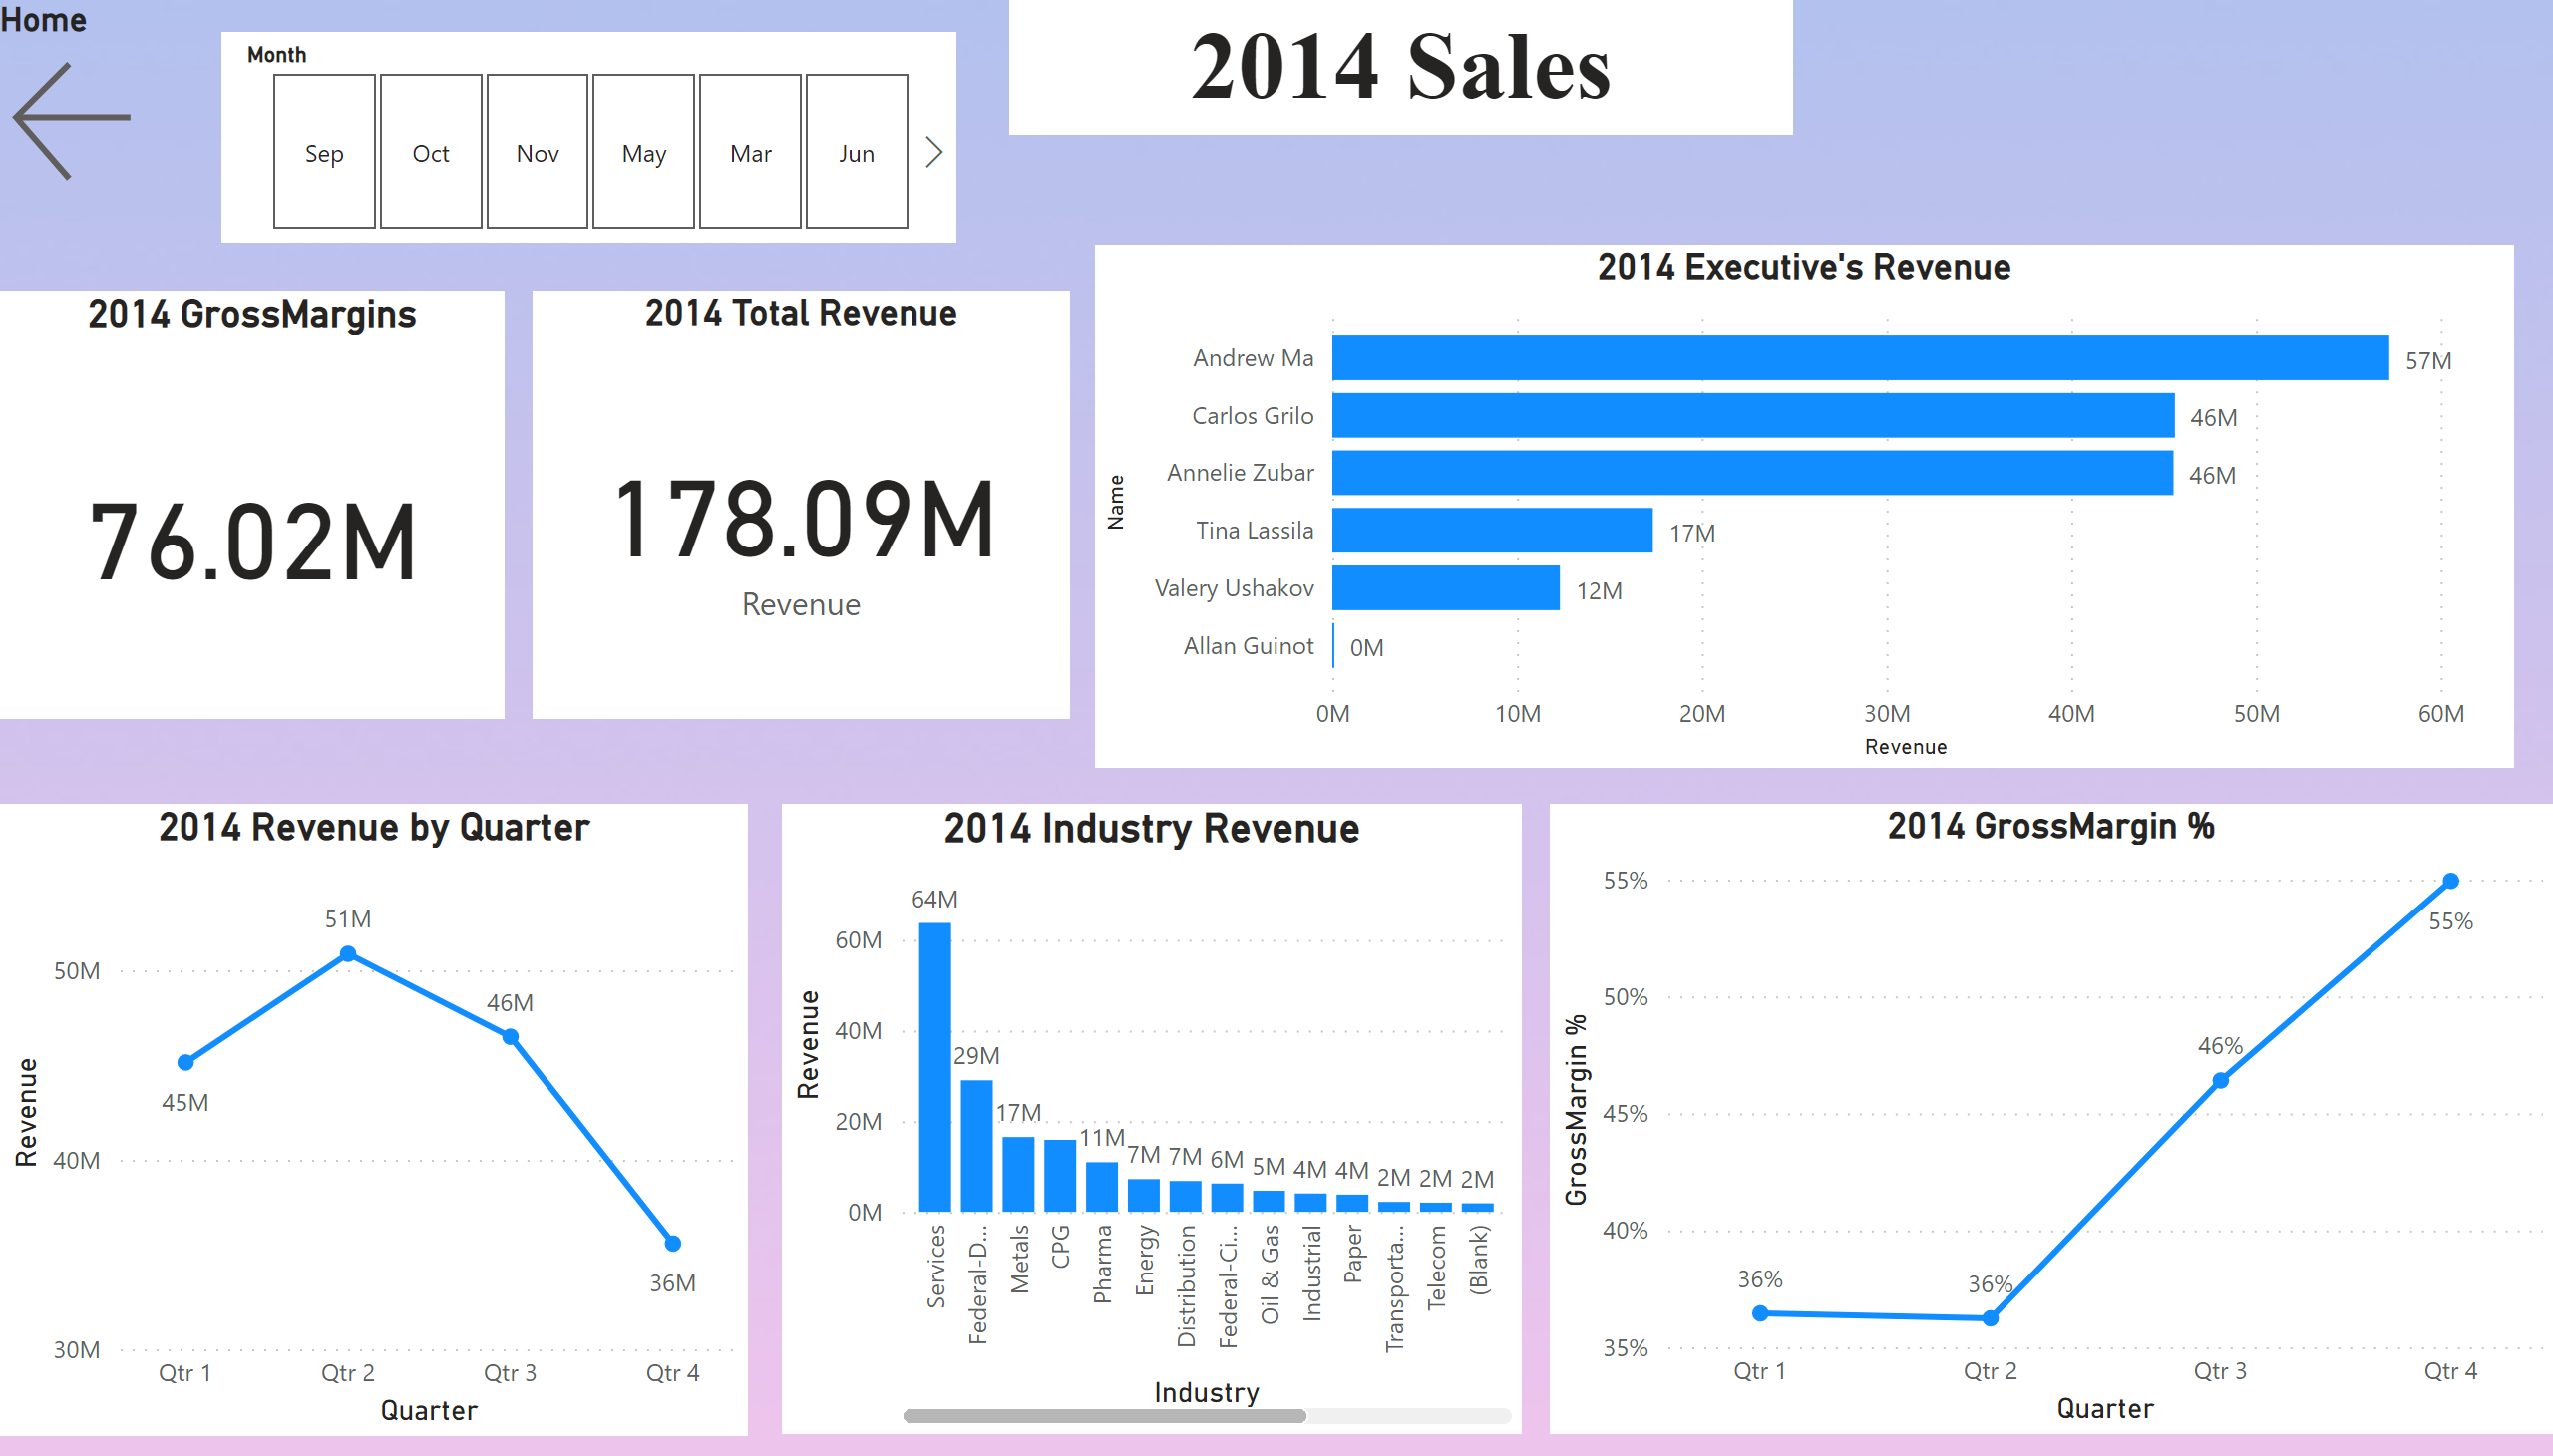 Home
Month
Sep Oct Nov May Mar Jun
2014 Sales
2014 GrossMargins
76.02M
2014 Total Revenue
178.09M
Revenue
2014 Executive's Revenue
Name
Andrew Ma 57M
Carlos Grilo 46M
Annelie Zubar 46M
Tina Lassila 17M
Valery Ushakov 12M
Allan Guinot 0M
0M 10M 20M 30M 40M 50M 60M
Revenue
2014 Revenue by Quarter
Revenue
50M
40M
30M
45M
51M
46M
36M
Qtr 1 Qtr 2 Qtr 3 Qtr 4
Quarter
2014 Industry Revenue
Revenue
60M
40M
20M
0M
64M
29M
17M
11M
7M
7M
6M
5M
4M
4M
2M
2M
2M
Services
Federal-D...
Metals
CPG
Pharma
Energy
Distribution
Federal-Ci...
Oil & Gas
Industrial
Paper
Transporta...
Telecom
(Blank)
Industry
2014 GrossMargin %
GrossMargin %
55%
50%
45%
40%
35%
36%
36%
46%
55%
Qtr 1 Qtr 2 Qtr 3 Qtr 4
Quarter